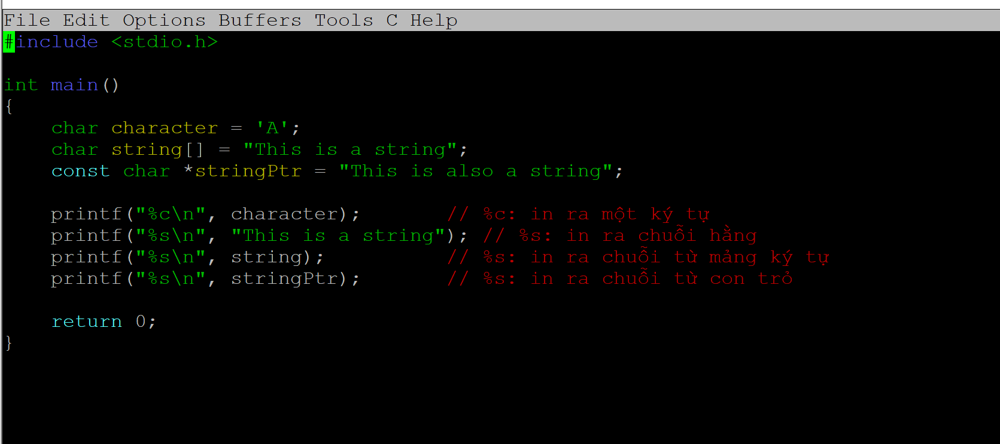 File Edit Options Buffers Tools C Help
#include <stdio.h>
int main()
{
    char character = 'A';
    char string[] = "This is a string";
    const char *stringPtr = "This is also a string";
    printf("%c\n", character);       // %c: in ra một ký tự
    printf("%s\n", "This is a string"); // %s: in ra chuỗi hằng
    printf("%s\n", string);          // %s: in ra chuỗi từ mảng ký tự
    printf("%s\n", stringPtr);       // %s: in ra chuỗi từ con trỏ
    return 0;
}